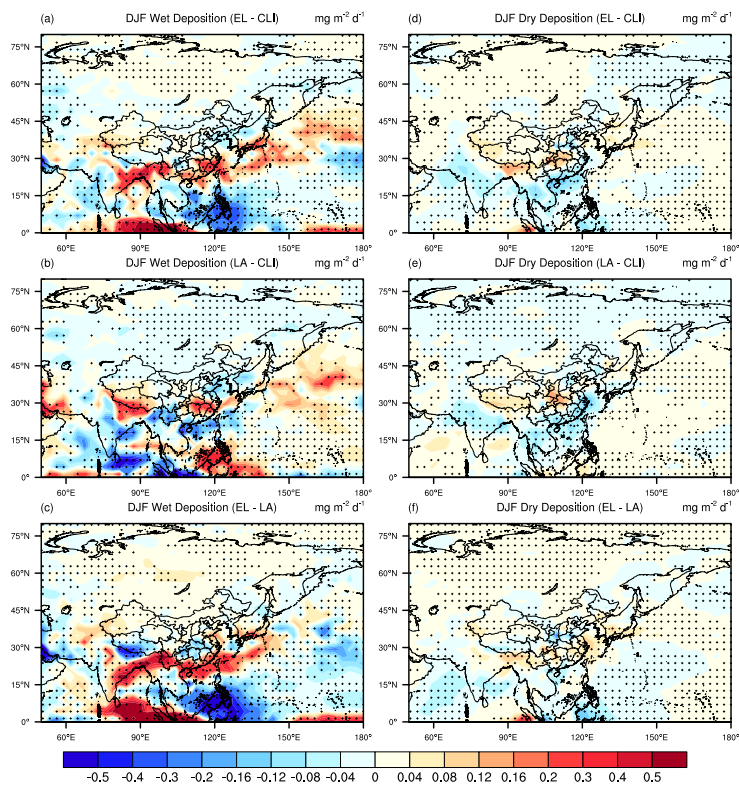 (a) DJF Wet Deposition (EL - CLI) mg m⁻² d⁻¹
75°N
60°N
45°N
30°N
15°N
0°
60°E 90°E 120°E 150°E 180°
(d) DJF Dry Deposition (EL - CLI) mg m⁻² d⁻¹
75°N
60°N
45°N
30°N
15°N
0°
60°E 90°E 120°E 150°E 180°
(b) DJF Wet Deposition (LA - CLI) mg m⁻² d⁻¹
75°N
60°N
45°N
30°N
15°N
0°
60°E 90°E 120°E 150°E 180°
(e) DJF Dry Deposition (LA - CLI) mg m⁻² d⁻¹
75°N
60°N
45°N
30°N
15°N
0°
60°E 90°E 120°E 150°E 180°
(c) DJF Wet Deposition (EL - LA) mg m⁻² d⁻¹
75°N
60°N
45°N
30°N
15°N
0°
60°E 90°E 120°E 150°E 180°
(f) DJF Dry Deposition (EL - LA) mg m⁻² d⁻¹
75°N
60°N
45°N
30°N
15°N
0°
60°E 90°E 120°E 150°E 180°
-0.5 -0.4 -0.3 -0.2 -0.16 -0.12 -0.08 -0.04 0 0.04 0.08 0.12 0.16 0.2 0.3 0.4 0.5